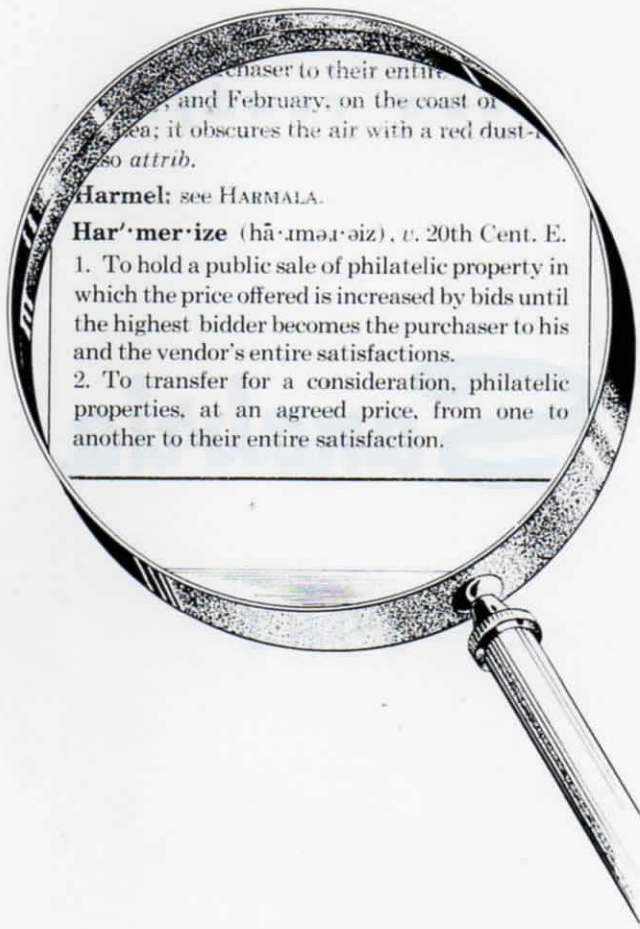 chaser to their entire
and February, on the coast of
ea; it obscures the air with a red dust-
so attrib.
Harmel: see HARMALA.
Har′·mer·ize (hā·ɹməɹ·əiz), v. 20th Cent. E.
1. To hold a public sale of philatelic property in
which the price offered is increased by bids until
the highest bidder becomes the purchaser to his
and the vendor's entire satisfactions.
2. To transfer for a consideration, philatelic
properties, at an agreed price, from one to
another to their entire satisfaction.